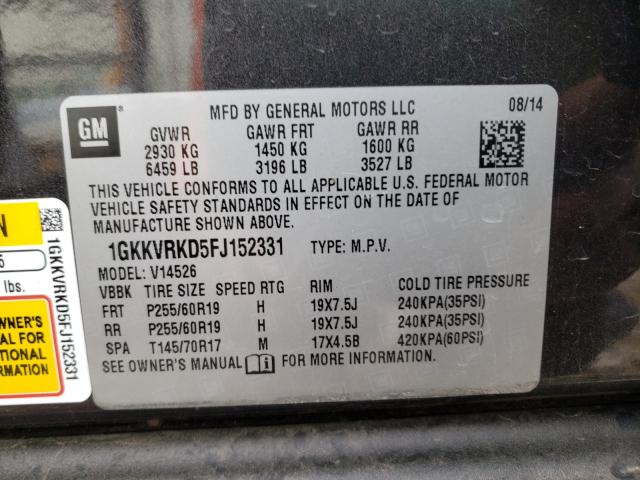 GM
MFD BY GENERAL MOTORS LLC 08/14
GVWR GAWR FRT GAWR RR
2930 KG 1450 KG 1600 KG
6459 LB 3196 LB 3527 LB
THIS VEHICLE CONFORMS TO ALL APPLICABLE U.S. FEDERAL MOTOR
VEHICLE SAFETY STANDARDS IN EFFECT ON THE DATE OF
MANUFACTURE SHOWN ABOVE.
1GKKVRKD5FJ152331 TYPE: M.P.V.
MODEL: V14526
VBBK TIRE SIZE SPEED RTG RIM COLD TIRE PRESSURE
FRT P255/60R19 H 19X7.5J 240KPA(35PSI)
RR P255/60R19 H 19X7.5J 240KPA(35PSI)
SPA T145/70R17 M 17X4.5B 420KPA(60PSI)
SEE OWNER'S MANUAL i FOR MORE INFORMATION.
N
lbs.
1GKKVRKD5FJ152331
WNER'S
AL FOR
TIONAL
RMATION